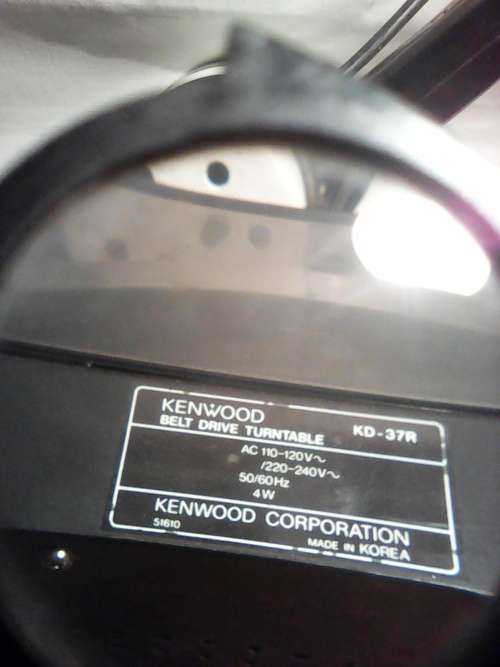 KENWOOD KD-37R
BELT DRIVE TURNTABLE
AC 110-120V~
/220-240V~
50/60Hz
4W
KENWOOD CORPORATION
51610 MADE IN KOREA